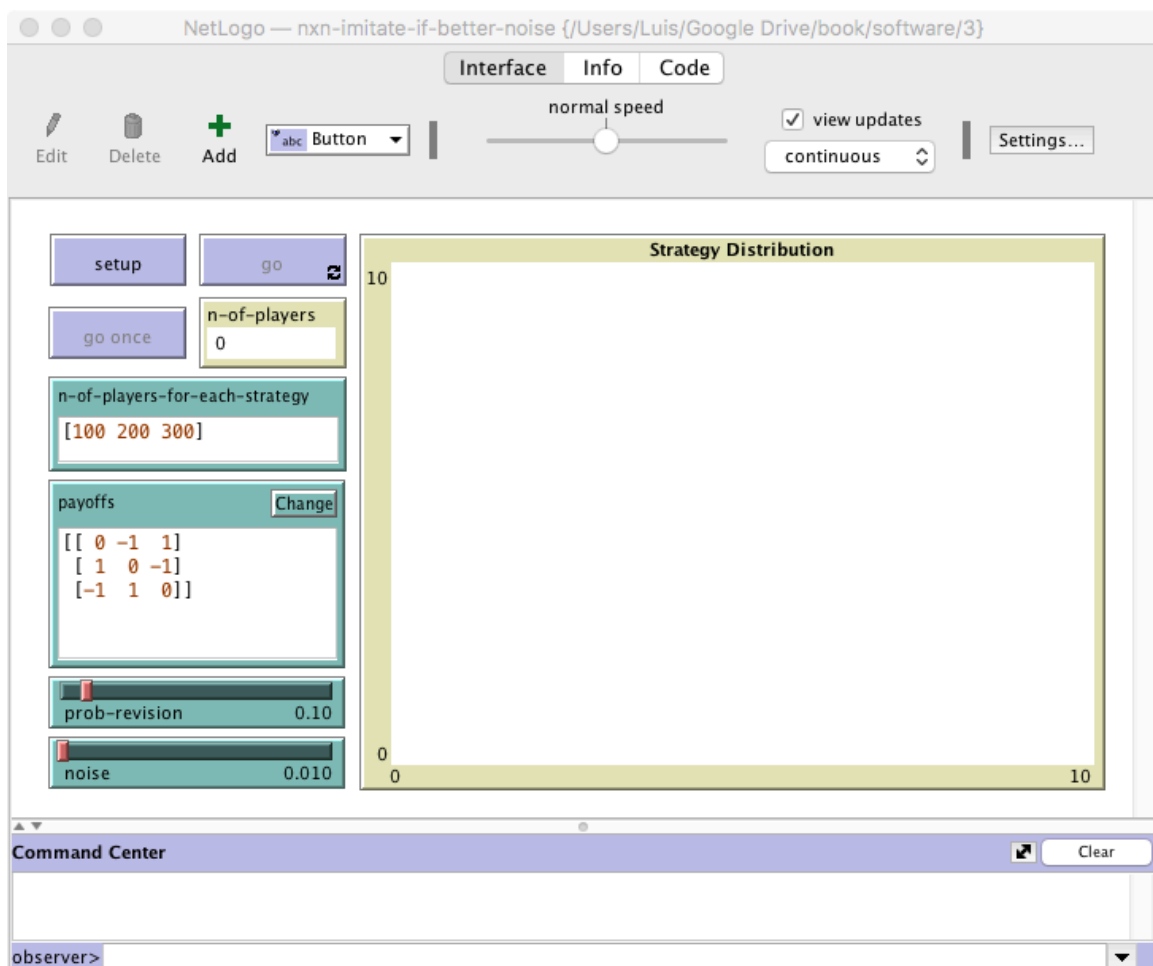 NetLogo — nxn-imitate-if-better-noise {/Users/Luis/Google Drive/book/software/3}
Interface Info Code
Edit Delete Add abc Button normal speed view updates continuous Settings...
setup go
go once
n-of-players
0
n-of-players-for-each-strategy
[100 200 300]
payoffs Change
[[ 0 -1 1]
[ 1 0 -1]
[-1 1 0]]
prob-revision 0.10
noise 0.010
Strategy Distribution
10
0
0 10
Command Center Clear
observer>